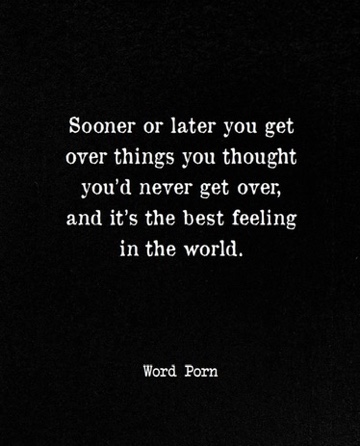 Sooner or later you get
over things you thought
you'd never get over,
and it's the best feeling
in the world.
Word Porn